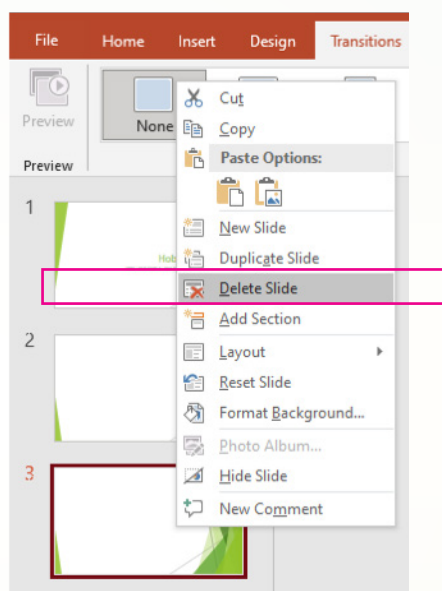 File Home Insert Design Transitions
None
Preview
Preview
Cut
Copy
Paste Options:
1
New Slide
Hob
Duplicate Slide
Delete Slide
Add Section
2
Layout
Reset Slide
Format Background...
Photo Album...
3
Hide Slide
New Comment